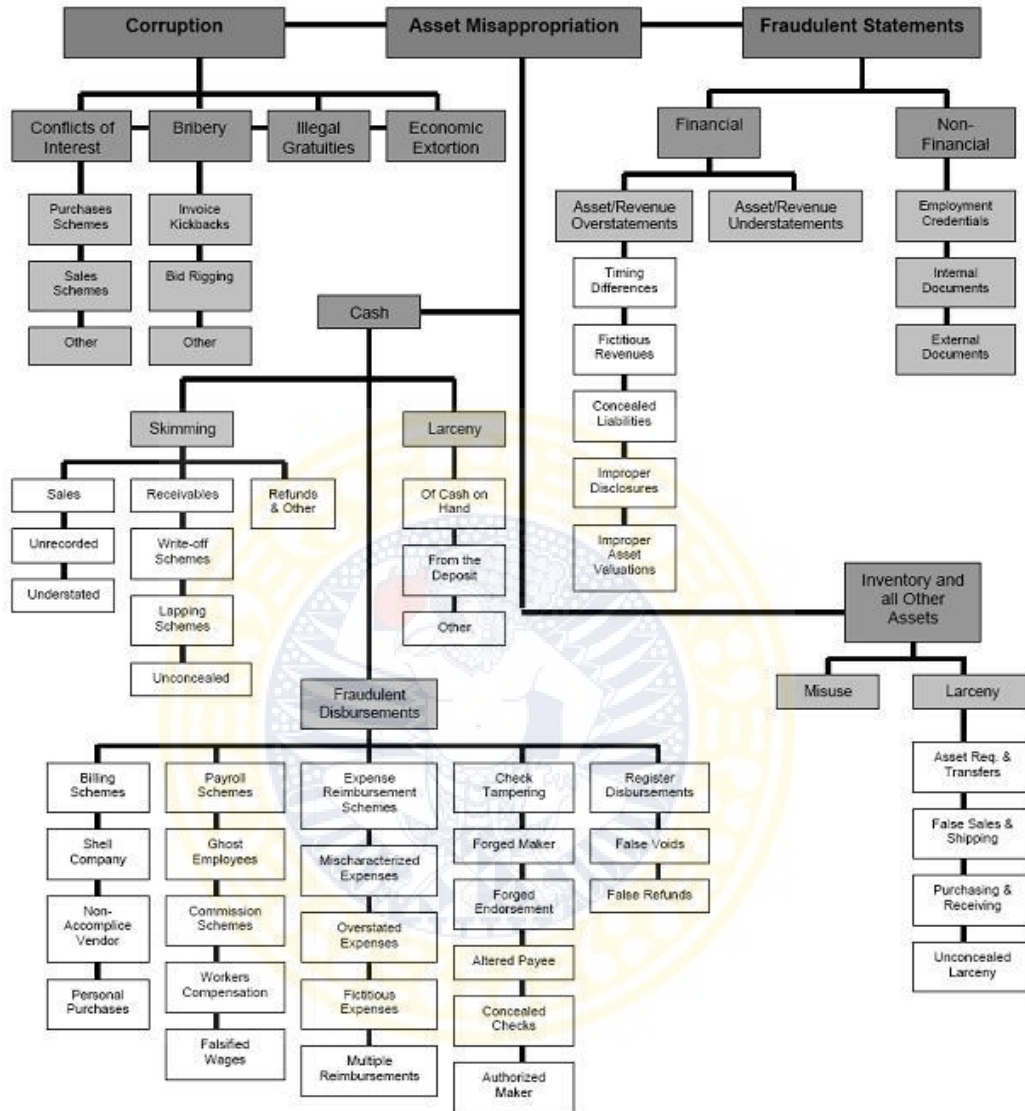 Corruption
Asset Misappropriation
Fraudulent Statements
Conflicts of
Interest
Bribery
Illegal
Gratuities
Economic
Extortion
Financial
Non-
Financial
Purchases
Schemes
Sales
Schemes
Other
Invoice
Kickbacks
Bid Rigging
Other
Asset/Revenue
Overstatements
Asset/Revenue
Understatements
Employment
Credentials
Internal
Documents
External
Documents
Timing
Differences
Fictitious
Revenues
Concealed
Liabilities
Improper
Disclosures
Improper
Asset
Valuations
Cash
Skimming
Larceny
Sales
Unrecorded
Understated
Receivables
Write-off
Schemes
Lapping
Schemes
Unconcealed
Refunds
& Other
Of Cash on
Hand
From the
Deposit
Other
Inventory and
all Other
Assets
Misuse
Larceny
Asset Req. &
Transfers
False Sales &
Shipping
Purchasing &
Receiving
Unconcealed
Larceny
Fraudulent
Disbursements
Billing
Schemes
Shell
Company
Non-
Accomplice
Vendor
Personal
Purchases
Payroll
Schemes
Ghost
Employees
Commission
Schemes
Workers
Compensation
Falsified
Wages
Expense
Reimbursement
Schemes
Mischaracterized
Expenses
Overstated
Expenses
Fictitious
Expenses
Multiple
Reimbursements
Check
Tampering
Forged Maker
Forged
Endorsement
Altered Payee
Concealed
Checks
Authorized
Maker
Register
Disbursements
False Voids
False Refunds